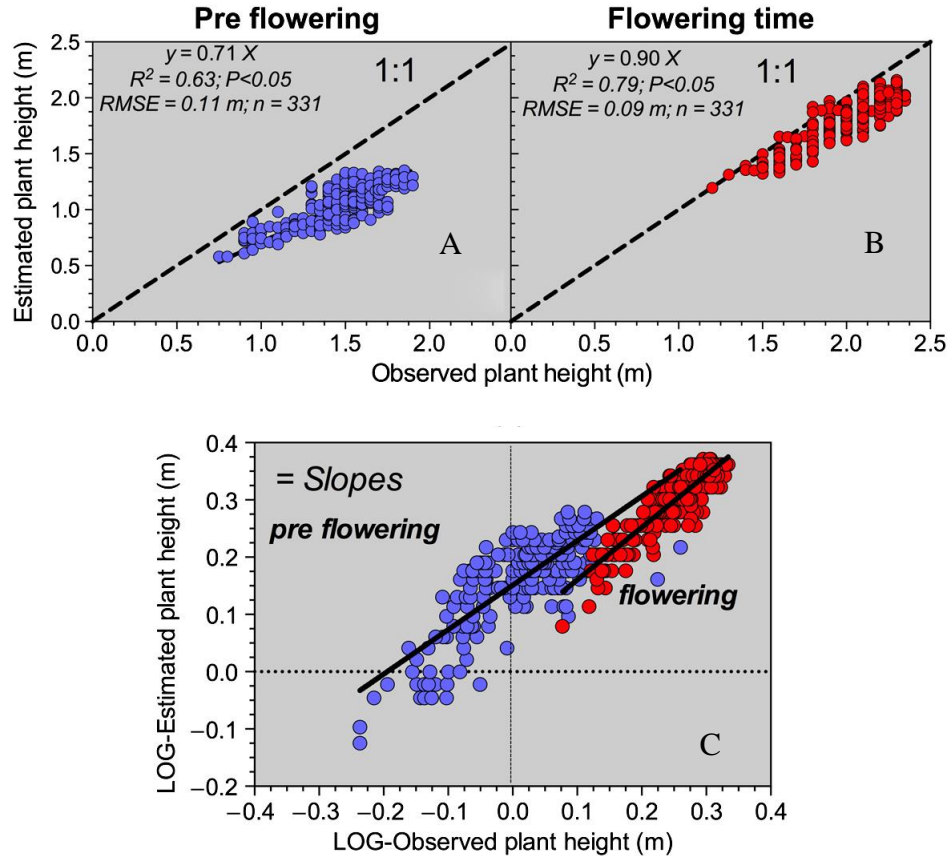 Pre flowering
Flowering time
y = 0.71 X
R² = 0.63; P<0.05
RMSE = 0.11 m; n = 331
1:1
A
y = 0.90 X
R² = 0.79; P<0.05
RMSE = 0.09 m; n = 331
1:1
B
Estimated plant height (m)
2.5
2.0
1.5
1.0
0.5
0.0
0.0 0.5 1.0 1.5 2.0 0.0 0.5 1.0 1.5 2.0 2.5
Observed plant height (m)
= Slopes
pre flowering
flowering
C
LOG-Estimated plant height (m)
0.4
0.3
0.2
0.1
0.0
−0.1
−0.2
−0.4 −0.3 −0.2 −0.1 0.0 0.1 0.2 0.3 0.4
LOG-Observed plant height (m)